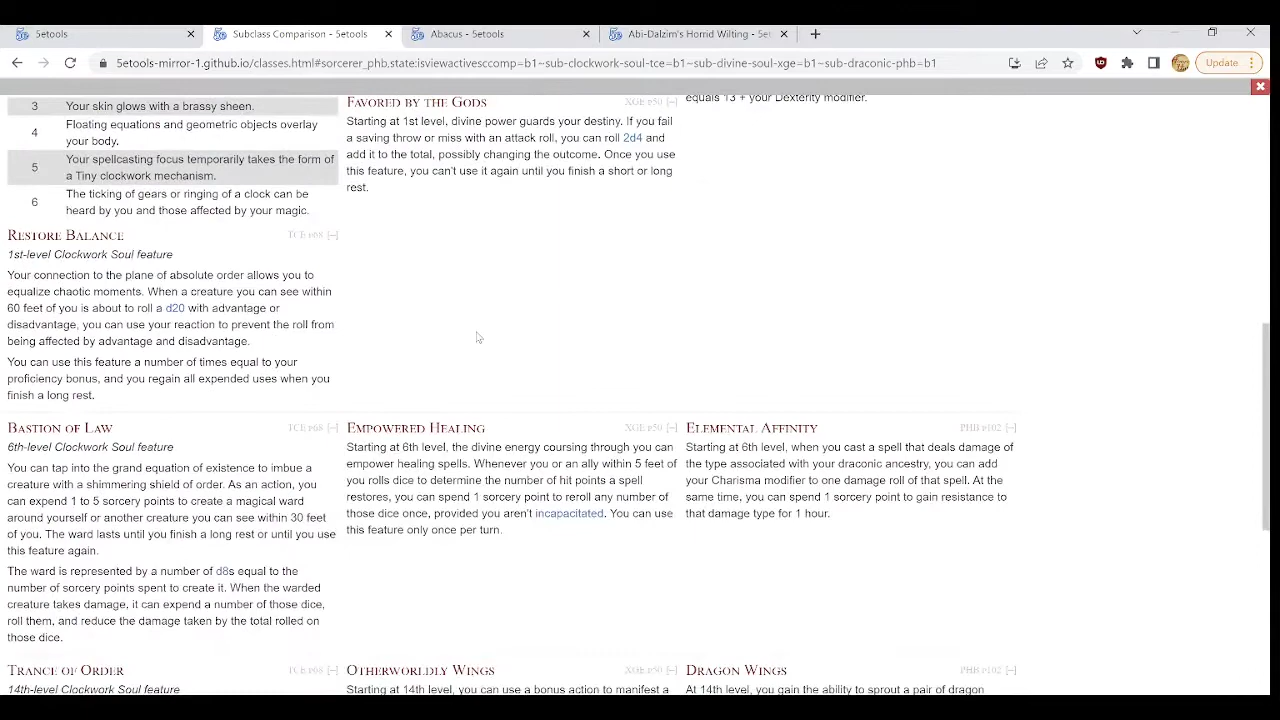 5etools
Subclass Comparison - 5etools
Abacus - 5etools
Abi-Dalzim's Horrid Wilting - 5et
5etools-mirror-1.github.io/classes.html#sorcerer_phb,state:isviewactive=comp=b1~sub-clockwork-soul-tce=b1~sub-divine-soul-xge=b1~sub-draconic-phb=b1
Update
3 Your skin glows with a brassy sheen.
4 Floating equations and geometric objects overlay
your body.
5 Your spellcasting focus temporarily takes the form of
a Tiny clockwork mechanism.
6 The ticking of gears or ringing of a clock can be
heard by you and those affected by your magic.
Restore Balance TCE p68 [–]
1st-level Clockwork Soul feature
Your connection to the plane of absolute order allows you to
equalize chaotic moments. When a creature you can see within
60 feet of you is about to roll a d20 with advantage or
disadvantage, you can use your reaction to prevent the roll from
being affected by advantage and disadvantage.
You can use this feature a number of times equal to your
proficiency bonus, and you regain all expended uses when you
finish a long rest.
Favored by the Gods XGE p50 [–]
Starting at 1st level, divine power guards your destiny. If you fail
a saving throw or miss with an attack roll, you can roll 2d4 and
add it to the total, possibly changing the outcome. Once you use
this feature, you can't use it again until you finish a short or long
rest.
equals 13 + your Dexterity modifier.
Bastion of Law TCE p68 [–]
6th-level Clockwork Soul feature
You can tap into the grand equation of existence to imbue a
creature with a shimmering shield of order. As an action, you
can expend 1 to 5 sorcery points to create a magical ward
around yourself or another creature you can see within 30 feet
of you. The ward lasts until you finish a long rest or until you use
this feature again.
The ward is represented by a number of d8s equal to the
number of sorcery points spent to create it. When the warded
creature takes damage, it can expend a number of those dice,
roll them, and reduce the damage taken by the total rolled on
those dice.
Empowered Healing XGE p50 [–]
Starting at 6th level, the divine energy coursing through you can
empower healing spells. Whenever you or an ally within 5 feet of
you rolls dice to determine the number of hit points a spell
restores, you can spend 1 sorcery point to reroll any number of
those dice once, provided you aren't incapacitated. You can use
this feature only once per turn.
Elemental Affinity PHB p102 [–]
Starting at 6th level, when you cast a spell that deals damage of
the type associated with your draconic ancestry, you can add
your Charisma modifier to one damage roll of that spell. At the
same time, you can spend 1 sorcery point to gain resistance to
that damage type for 1 hour.
Trance of Order TCE p68 [–]
14th-level Clockwork Soul feature
Otherworldly Wings XGE p50 [–]
Starting at 14th level, you can use a bonus action to manifest a
Dragon Wings PHB p102 [–]
At 14th level, you gain the ability to sprout a pair of dragon